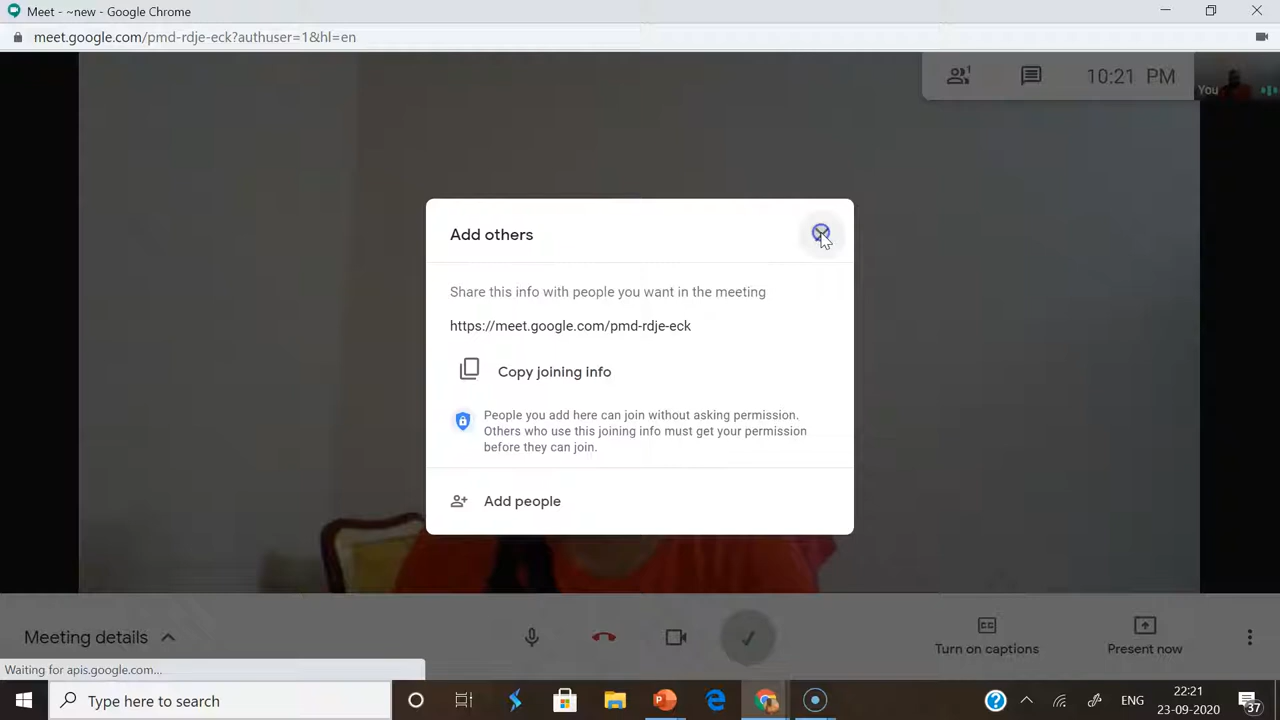 Meet - ~new - Google Chrome
meet.google.com/pmd-rdje-eck?authuser=1&hl=en
1
10:21 PM
You
Add others
Share this info with people you want in the meeting
https://meet.google.com/pmd-rdje-eck
Copy joining info
People you add here can join without asking permission.
Others who use this joining info must get your permission
before they can join.
Add people
Meeting details
CC
Turn on captions
Present now
Waiting for apis.google.com...
Type here to search
ENG
22:21
23-09-2020
37